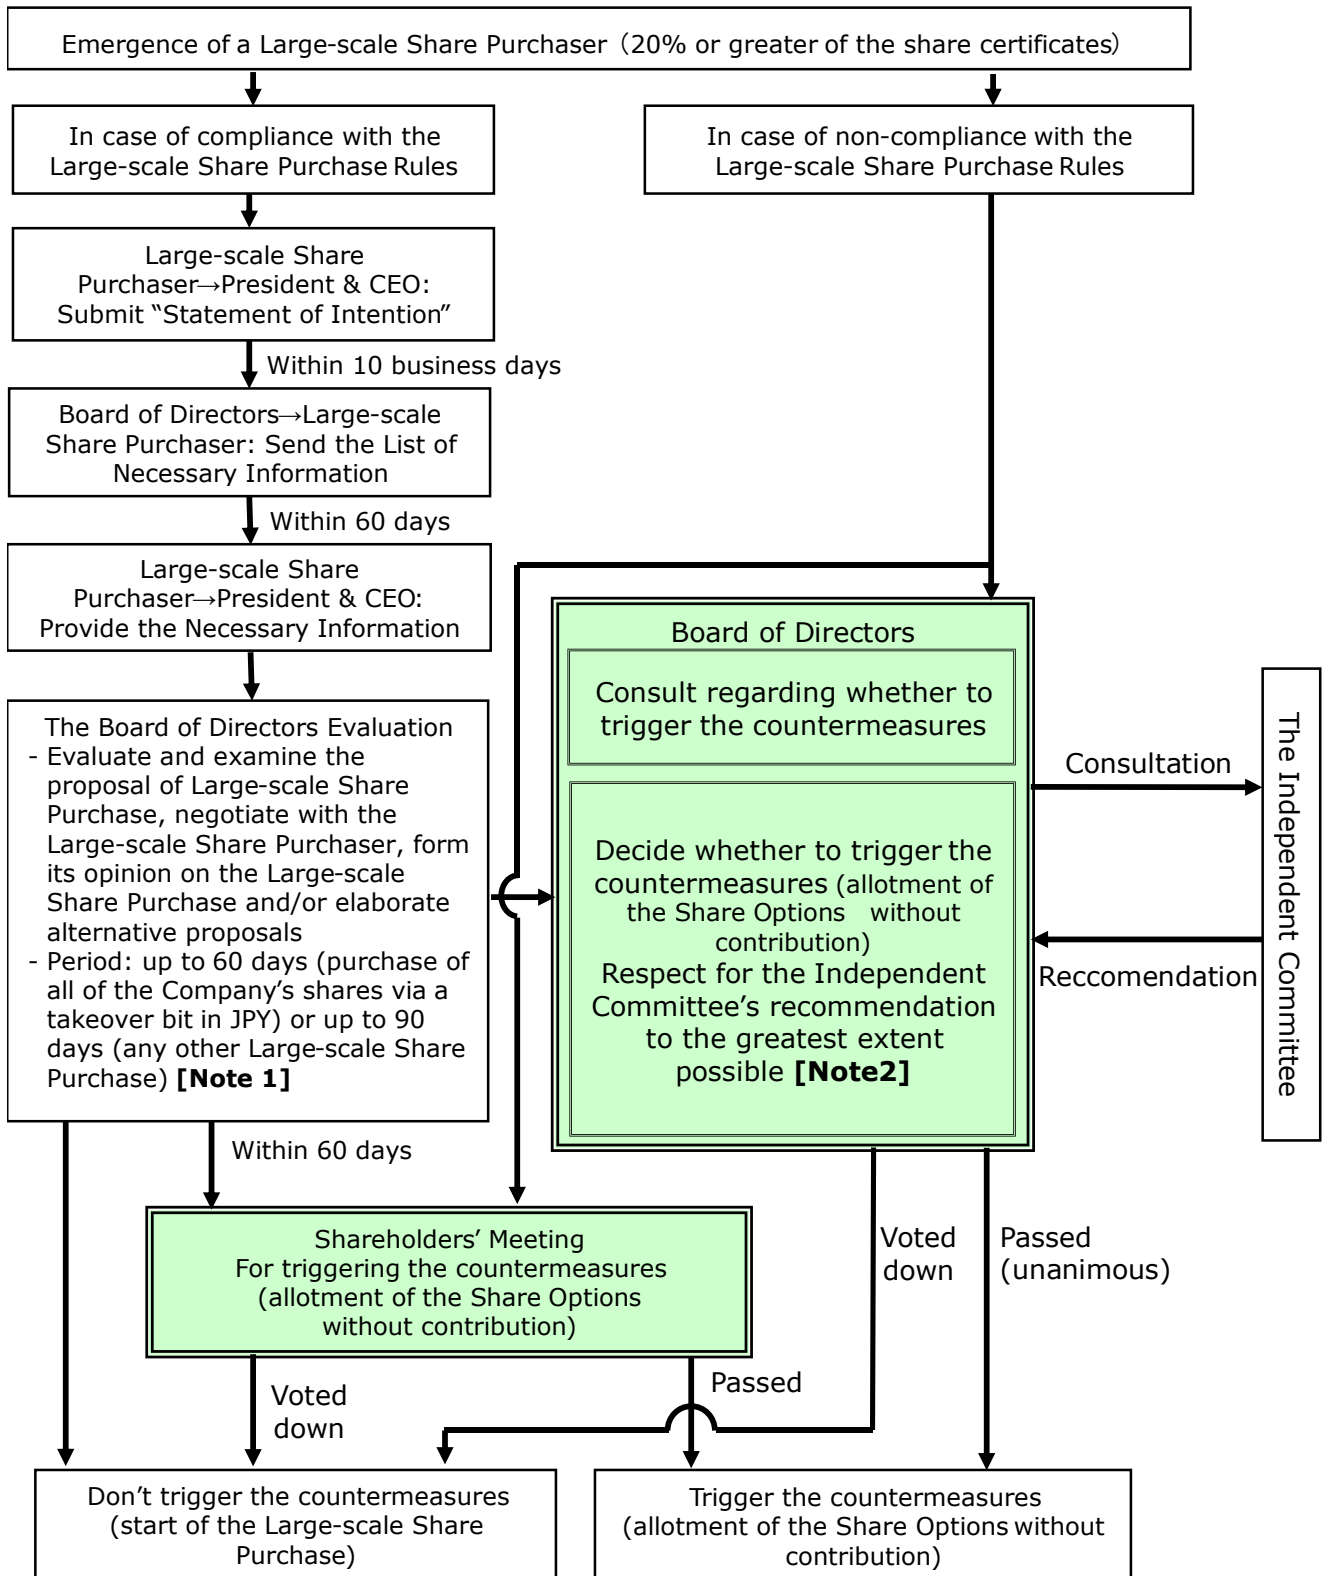 Emergence of a Large-scale Share Purchaser（20% or greater of the share certificates）
In case of compliance with the
Large-scale Share Purchase Rules
In case of non-compliance with the
Large-scale Share Purchase Rules
Large-scale Share
Purchaser→President & CEO:
Submit “Statement of Intention”
Within 10 business days
Board of Directors→Large-scale
Share Purchaser: Send the List of
Necessary Information
Within 60 days
Large-scale Share
Purchaser→President & CEO:
Provide the Necessary Information
The Board of Directors Evaluation
- Evaluate and examine the
proposal of Large-scale Share
Purchase, negotiate with the
Large-scale Share Purchaser, form
its opinion on the Large-scale
Share Purchase and/or elaborate
alternative proposals
- Period: up to 60 days (purchase of
all of the Company’s shares via a
takeover bit in JPY) or up to 90
days (any other Large-scale Share
Purchase) [Note 1]
Board of Directors
Consult regarding whether to
trigger the countermeasures
Decide whether to trigger the
countermeasures (allotment of
the Share Options without
contribution)
Respect for the Independent
Committee’s recommendation
to the greatest extent
possible [Note2]
Consultation
Reccomendation
The Independent Committee
Within 60 days
Shareholders’ Meeting
For triggering the countermeasures
(allotment of the Share Options
without contribution)
Voted
down
Passed
(unanimous)
Voted
down
Passed
Don’t trigger the countermeasures
(start of the Large-scale Share
Purchase)
Trigger the countermeasures
(allotment of the Share Options without
contribution)